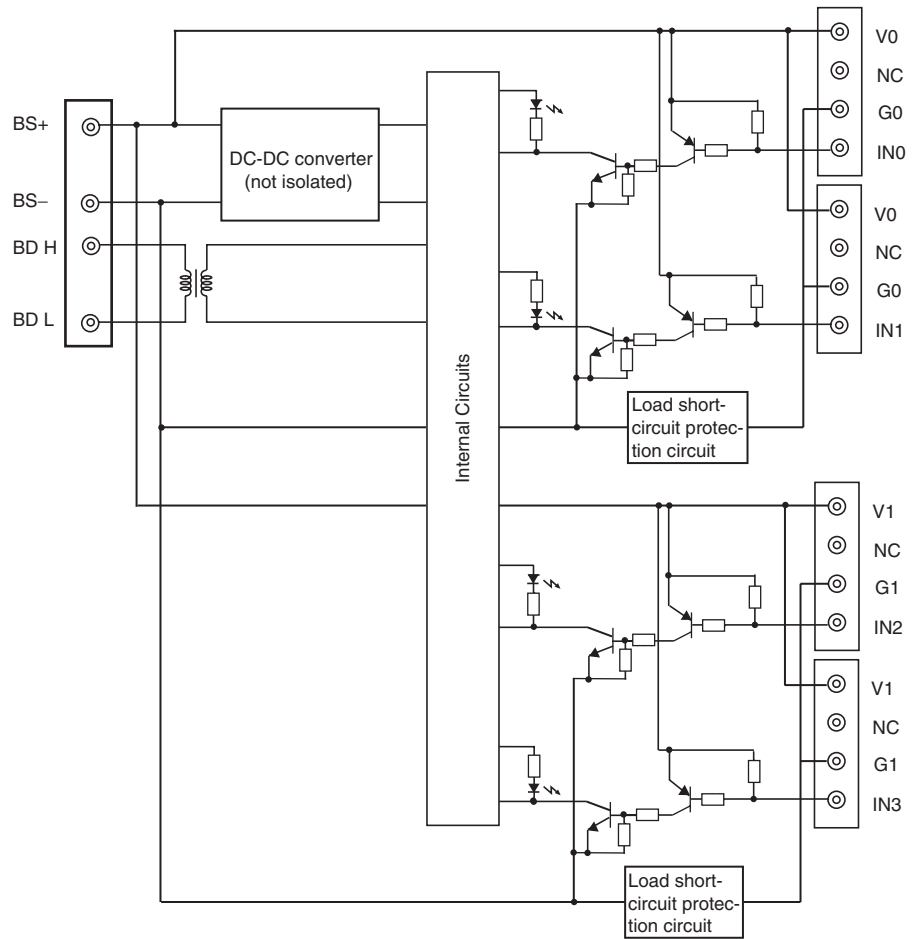 V0
NC
G0
IN0
BS+
DC-DC converter
(not isolated)
BS–
V0
BD H
NC
G0
BD L
IN1
Load short-
circuit protec-
tion circuit
Internal Circuits
V1
NC
G1
IN2
V1
NC
G1
IN3
Load short-
circuit protec-
tion circuit